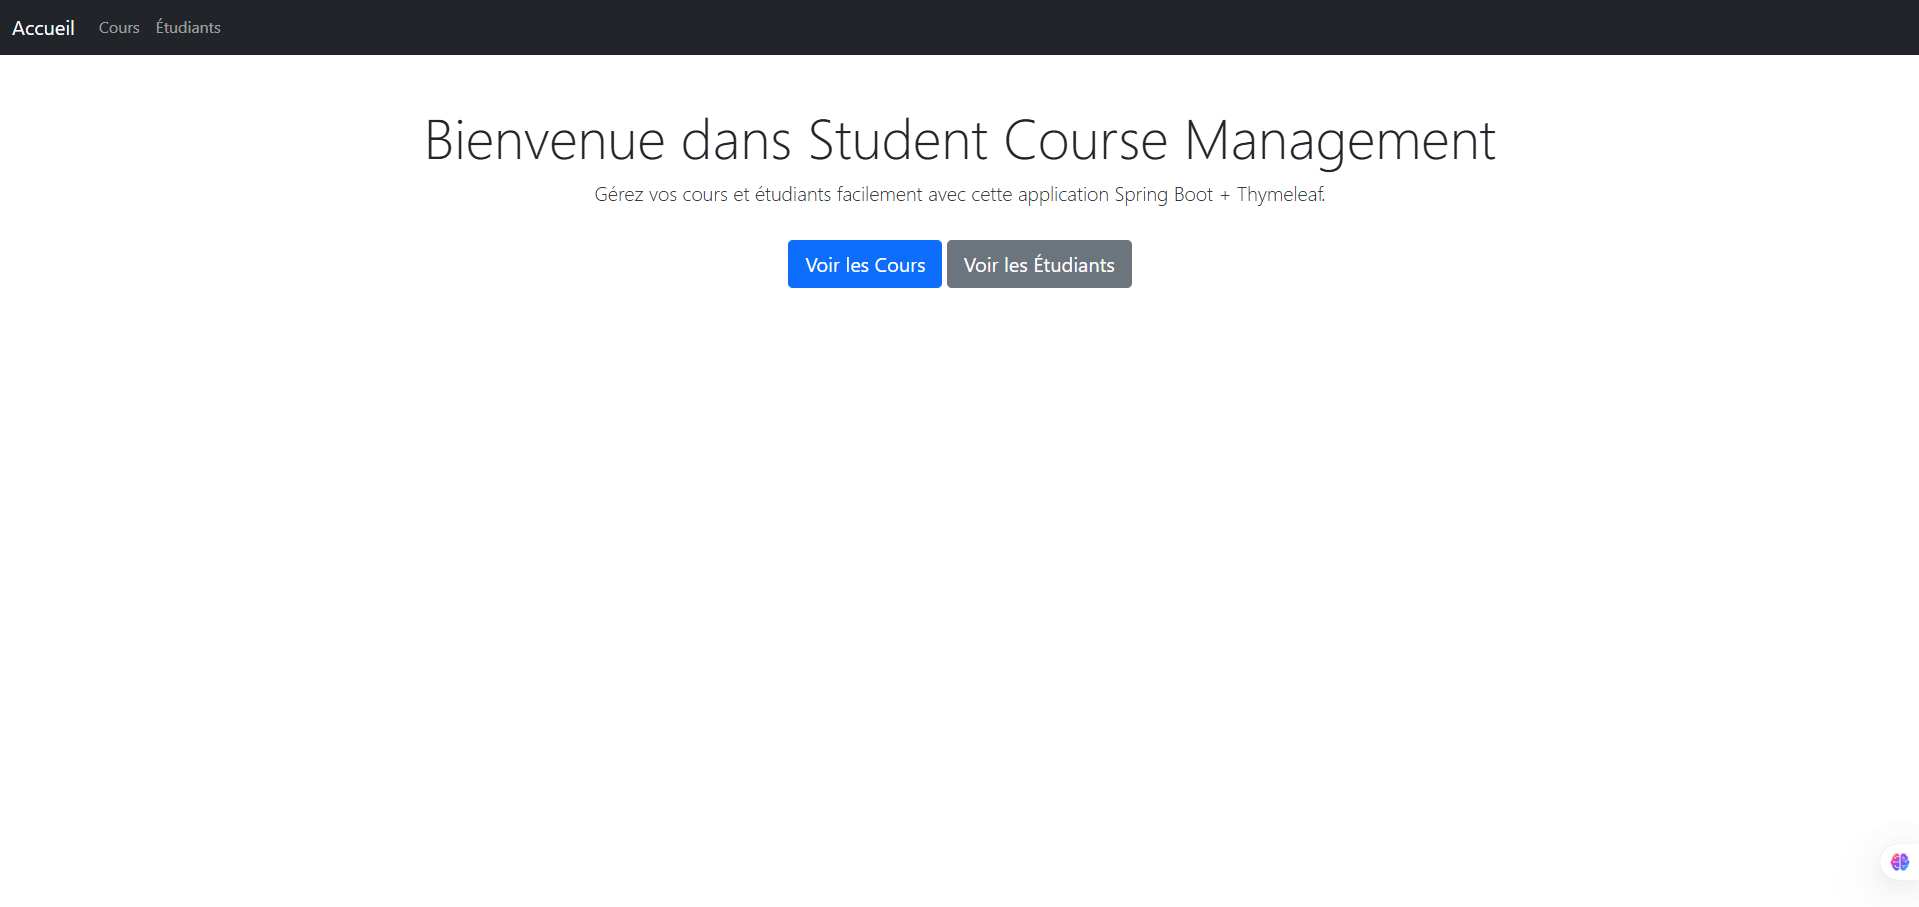 Accueil Cours Étudiants
Bienvenue dans Student Course Management
Gérez vos cours et étudiants facilement avec cette application Spring Boot + Thymeleaf.
Voir les Cours Voir les Étudiants